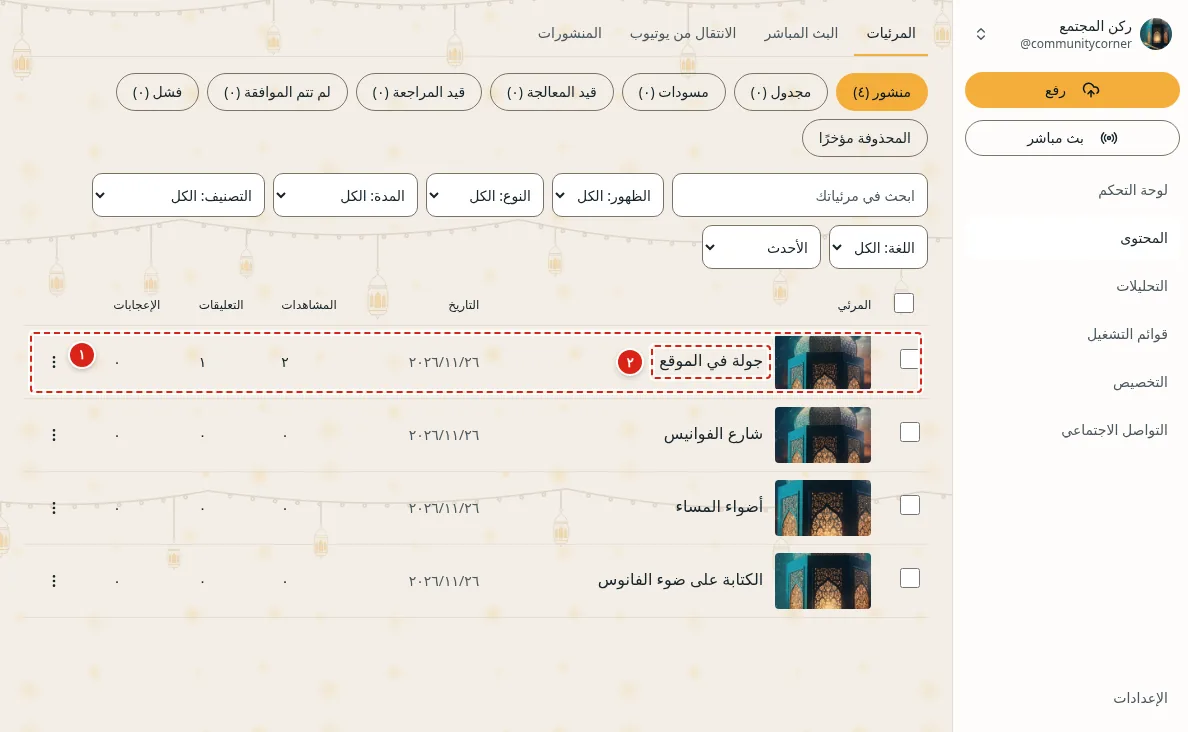 ركن المجتمع
@communitycorner
رفع
بث مباشر
لوحة التحكم
المحتوى
التحليلات
قوائم التشغيل
التخصيص
التواصل الاجتماعي
الإعدادات
المرئيات البث المباشر الانتقال من يوتيوب المنشورات
منشور (٤) مجدول (٠) مسودات (٠) قيد المعالجة (٠) قيد المراجعة (٠) لم تتم الموافقة (٠) فشل (٠)
المحذوفة مؤخرًا
ابحث في مرئياتك الظهور: الكل النوع: الكل المدة: الكل التصنيف: الكل
اللغة: الكل الأحدث
المرئي التاريخ المشاهدات التعليقات الإعجابات
جولة في الموقع ٢ ٢٠٢٦/١١/٢٦ ٢ ١ ٠ ١
شارع الفوانيس ٢٠٢٦/١١/٢٦ ٠ ٠ ٠
أضواء المساء ٢٠٢٦/١١/٢٦ ٠ ٠ ٠
الكتابة على ضوء الفانوس ٢٠٢٦/١١/٢٦ ٠ ٠ ٠